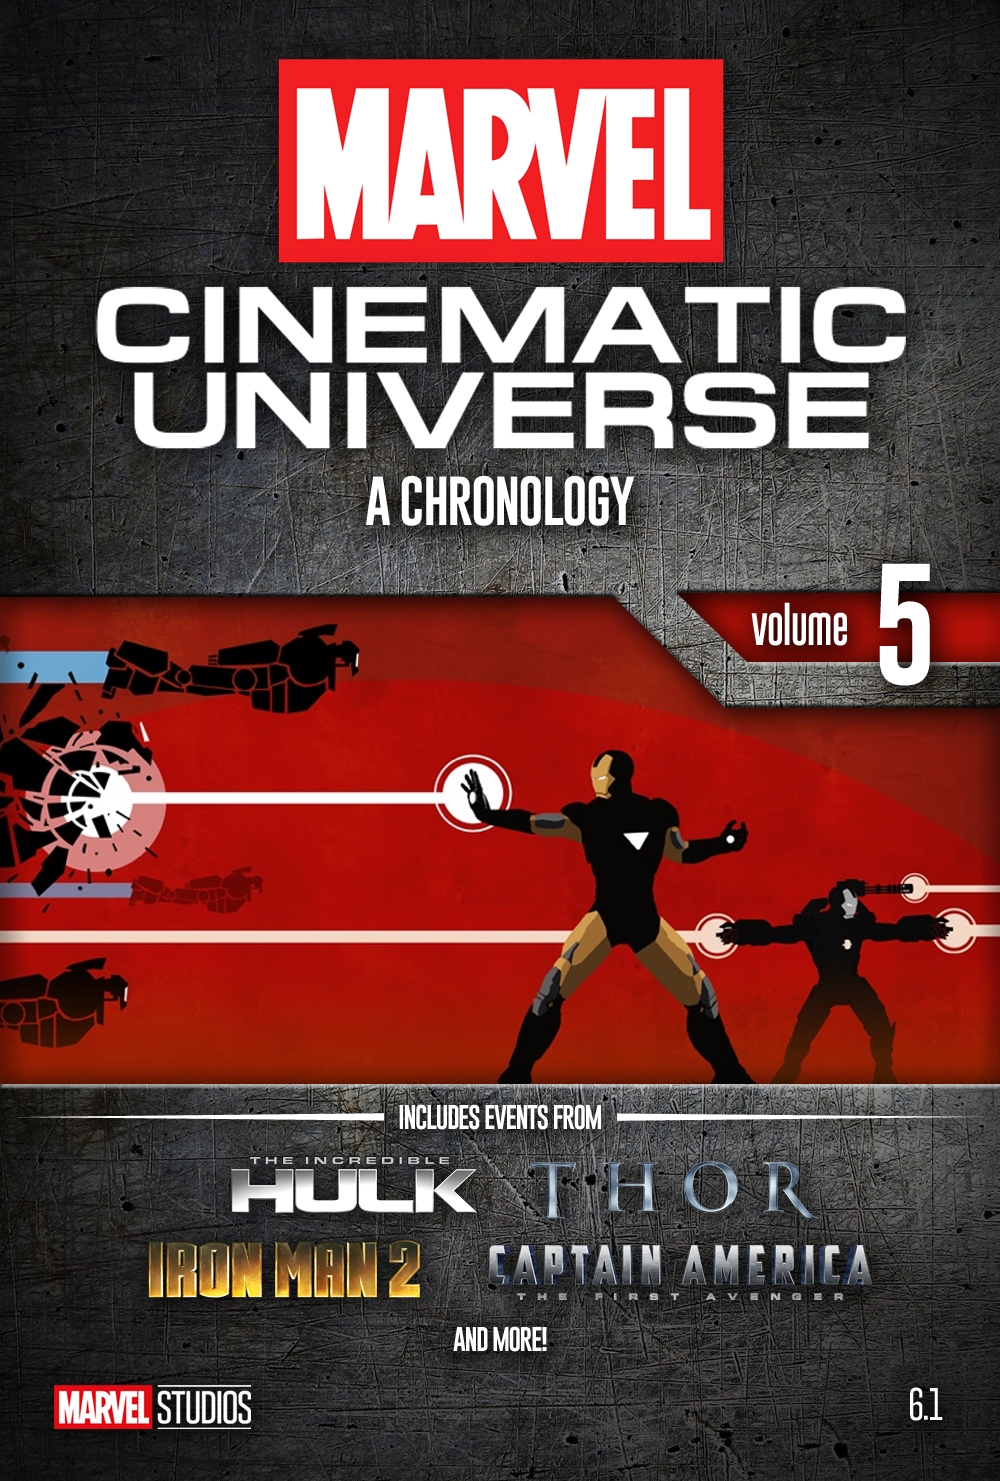 MARVEL
CINEMATIC
UNIVERSE
A CHRONOLOGY
volume 5
INCLUDES EVENTS FROM
THE INCREDIBLE
HULK
THOR
IRON MAN 2
CAPTAIN AMERICA
THE FIRST AVENGER
AND MORE!
MARVEL STUDIOS
6.1